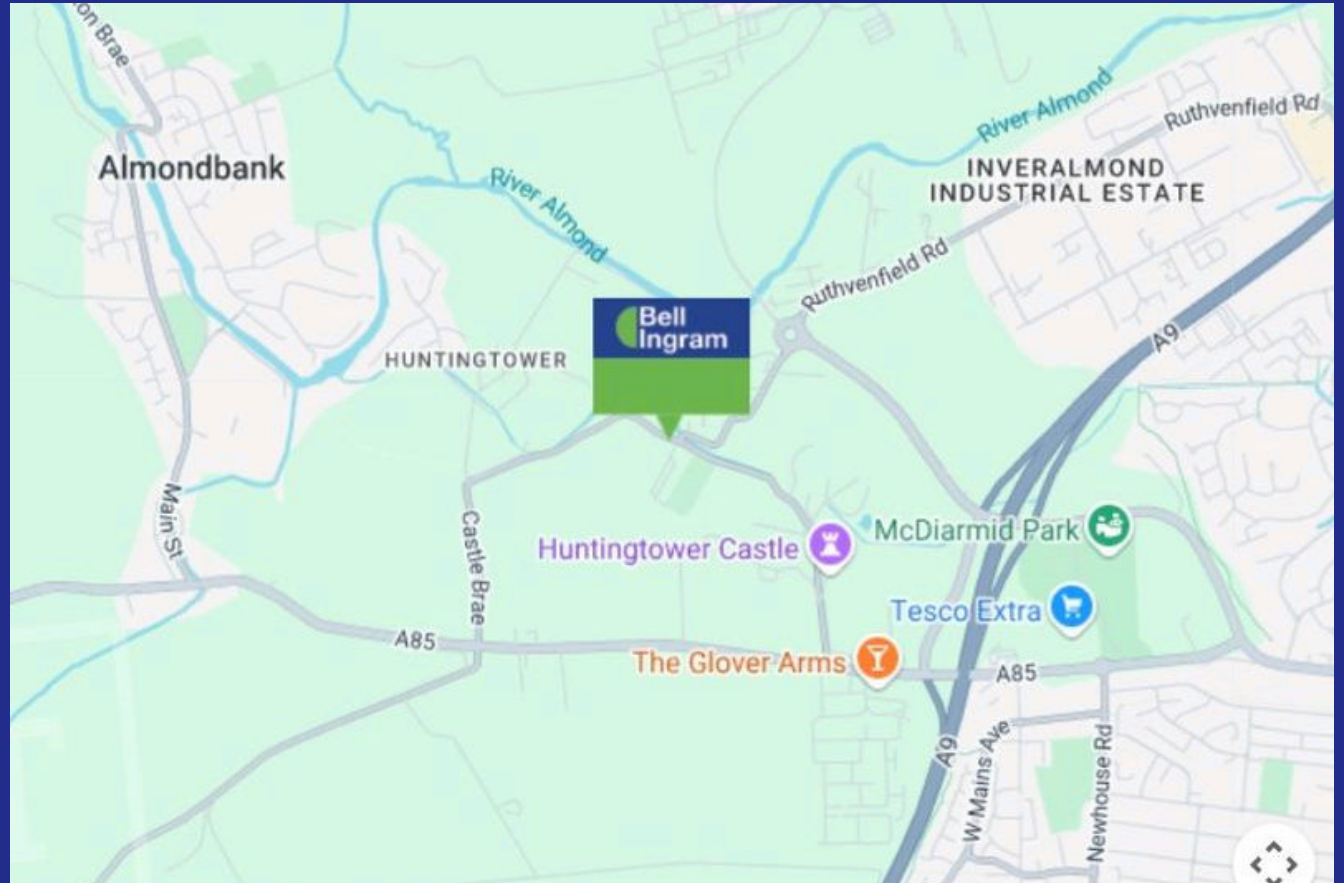 on Brae
Almondbank
River Almond
River Almond
Ruthvenfield Rd
INVERALMOND
INDUSTRIAL ESTATE
Ruthvenfield Rd
Bell
Ingram
HUNTINGTOWER
A9
Main St
Castle Brae
Huntingtower Castle
McDiarmid Park
Tesco Extra
A85
The Glover Arms
A85
A9
W Mains Ave
Newhouse Rd